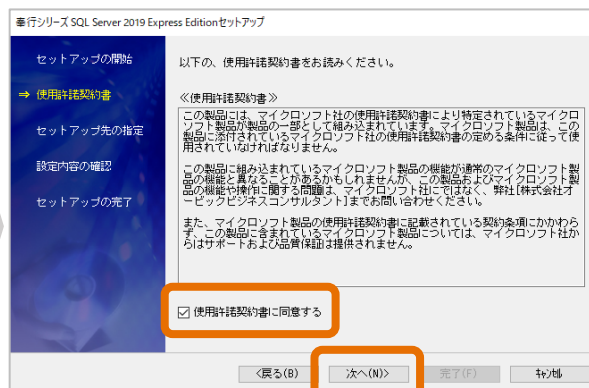 奉行シリーズ SQL Server 2019 Express Editionセットアップ
セットアップの開始
⇒ 使用許諾契約書
セットアップ先の指定
設定内容の確認
セットアップの完了
以下の、使用許諾契約書をお読みください。
≪使用許諾契約書≫
この製品には、マイクロソフト社の使用許諾契約書により特定されているマイクロ
ソフト製品が製品の一部として組み込まれています。マイクロソフト製品は、この
製品に添付されているマイクロソフト社の使用許諾契約書の定める条件に従って使
用されていなければなりません。
この製品に組み込まれているマイクロソフト製品の機能が通常のマイクロソフト製
品の機能と異なることがあるかもしれませんが、この製品およびマイクロソフト製
品の機能や操作に関する問題は、マイクロソフト社にではなく、弊社[株式会社オ
ービックビジネスコンサルタント]までお問い合わせください。
また、マイクロソフト製品の使用許諾契約書に記載されている契約条項にかかわら
ず、この製品に含まれているマイクロソフト製品については、マイクロソフト社か
らはサポートおよび品質保証は提供されません。
使用許諾契約書に同意する
<戻る(B)
次へ(N)>
完了(F)
キャンセル